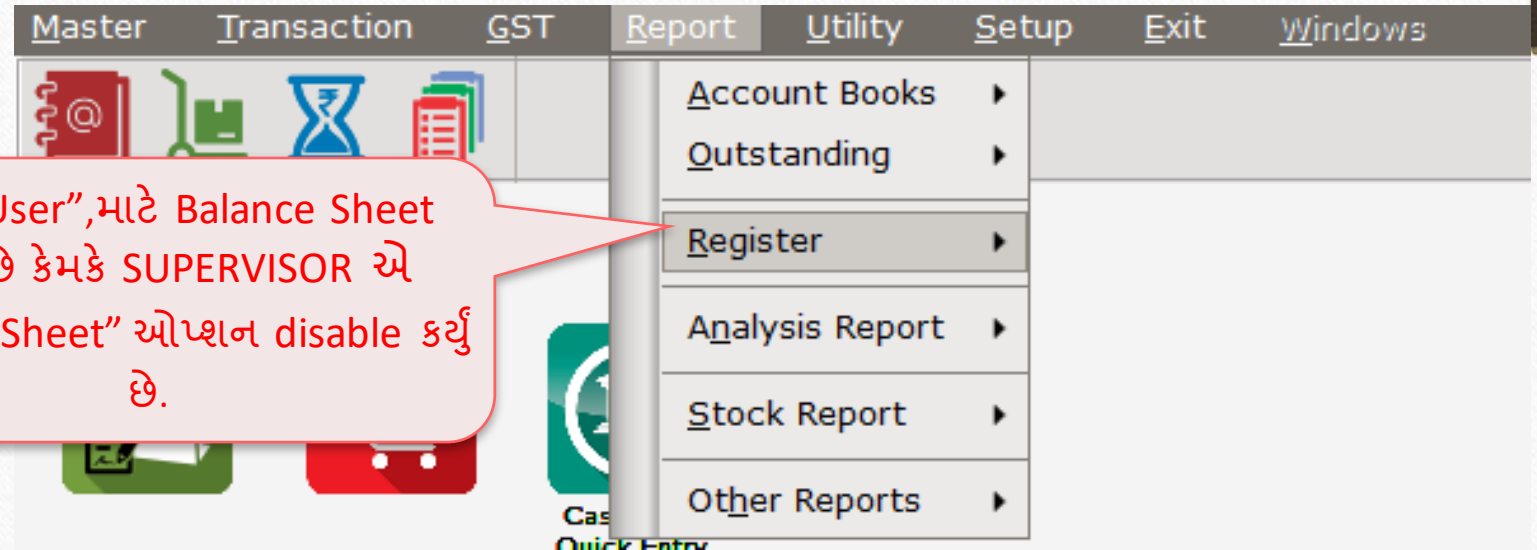 Master Transaction GST Report Utility Setup Exit Windows
Account Books
Outstanding
Register
Analysis Report
Stock Report
Other Reports
User”,માટે Balance Sheet
છે કેમકે SUPERVISOR એ
Sheet” ઓપ્શન disable કર્યું
છે.
Quick Entry